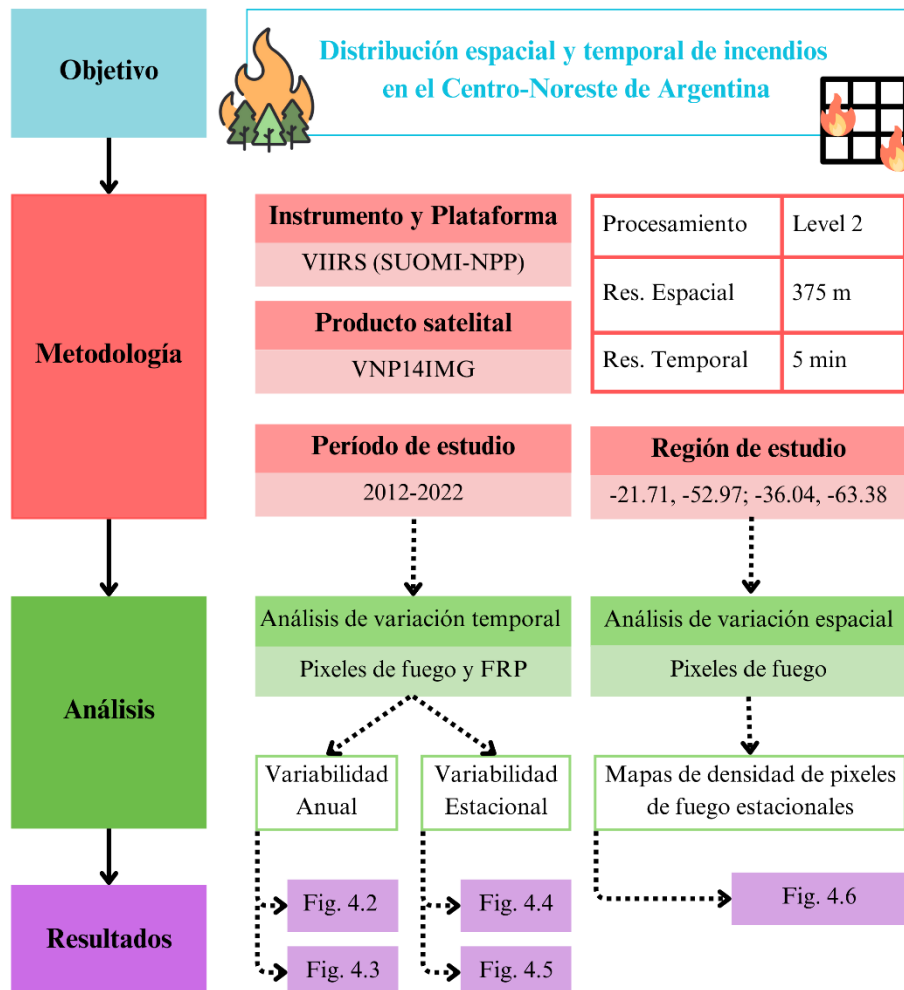 Objetivo
Distribución espacial y temporal de incendios
en el Centro-Noreste de Argentina
Metodología
Instrumento y Plataforma
VIIRS (SUOMI-NPP)
Producto satelital
VNP14IMG
Procesamiento Level 2
Res. Espacial 375 m
Res. Temporal 5 min
Período de estudio
2012-2022
Región de estudio
-21.71, -52.97; -36.04, -63.38
Análisis
Análisis de variación temporal
Pixeles de fuego y FRP
Análisis de variación espacial
Pixeles de fuego
Variabilidad
Anual
Variabilidad
Estacional
Mapas de densidad de pixeles
de fuego estacionales
Resultados
Fig. 4.2
Fig. 4.3
Fig. 4.4
Fig. 4.5
Fig. 4.6